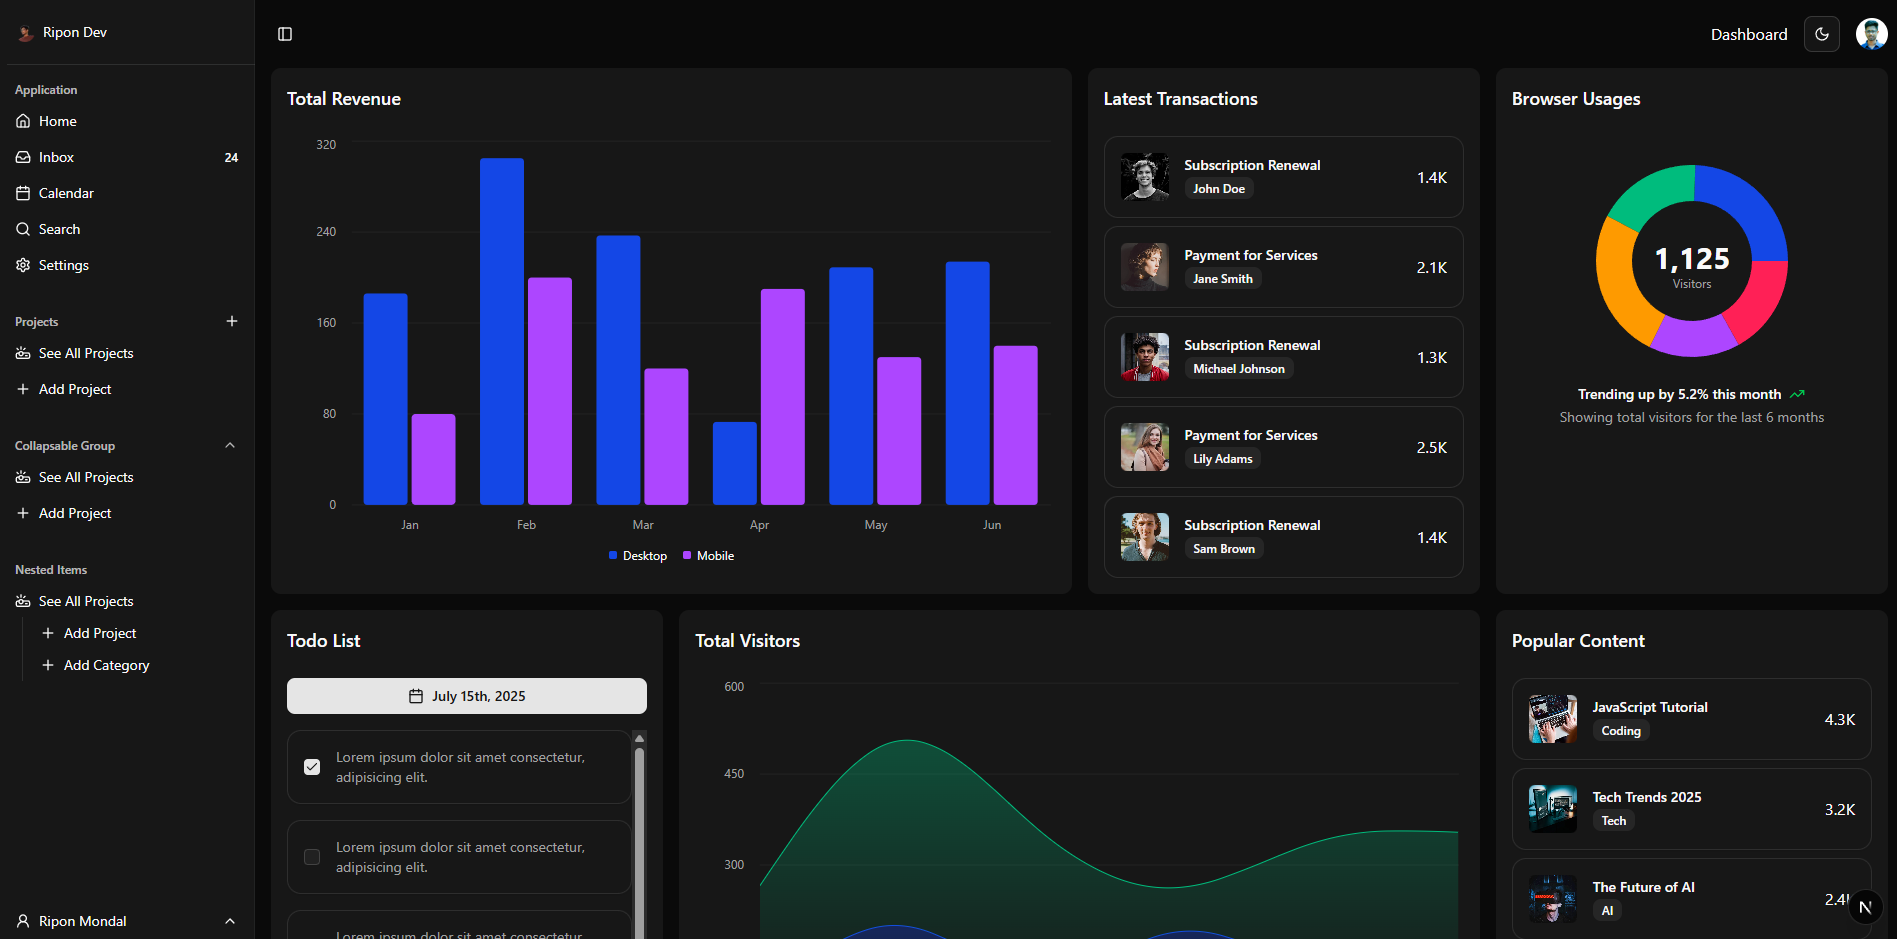 Ripon Dev
Application
Home
Inbox 24
Calendar
Search
Settings
Projects
See All Projects
Add Project
Collapsable Group
See All Projects
Add Project
Nested Items
See All Projects
Add Project
Add Category
Ripon Mondal
Dashboard
Total Revenue
320
240
160
80
0
Jan Feb Mar Apr May Jun
Desktop Mobile
Latest Transactions
Subscription Renewal
John Doe
1.4K
Payment for Services
Jane Smith
2.1K
Subscription Renewal
Michael Johnson
1.3K
Payment for Services
Lily Adams
2.5K
Subscription Renewal
Sam Brown
1.4K
Browser Usages
1,125
Visitors
Trending up by 5.2% this month
Showing total visitors for the last 6 months
Todo List
July 15th, 2025
Lorem ipsum dolor sit amet consectetur,
adipisicing elit.
Lorem ipsum dolor sit amet consectetur,
adipisicing elit.
Lorem ipsum dolor sit amet consectetur,
Total Visitors
600
450
300
Popular Content
JavaScript Tutorial
Coding
4.3K
Tech Trends 2025
Tech
3.2K
The Future of AI
AI
2.4
N